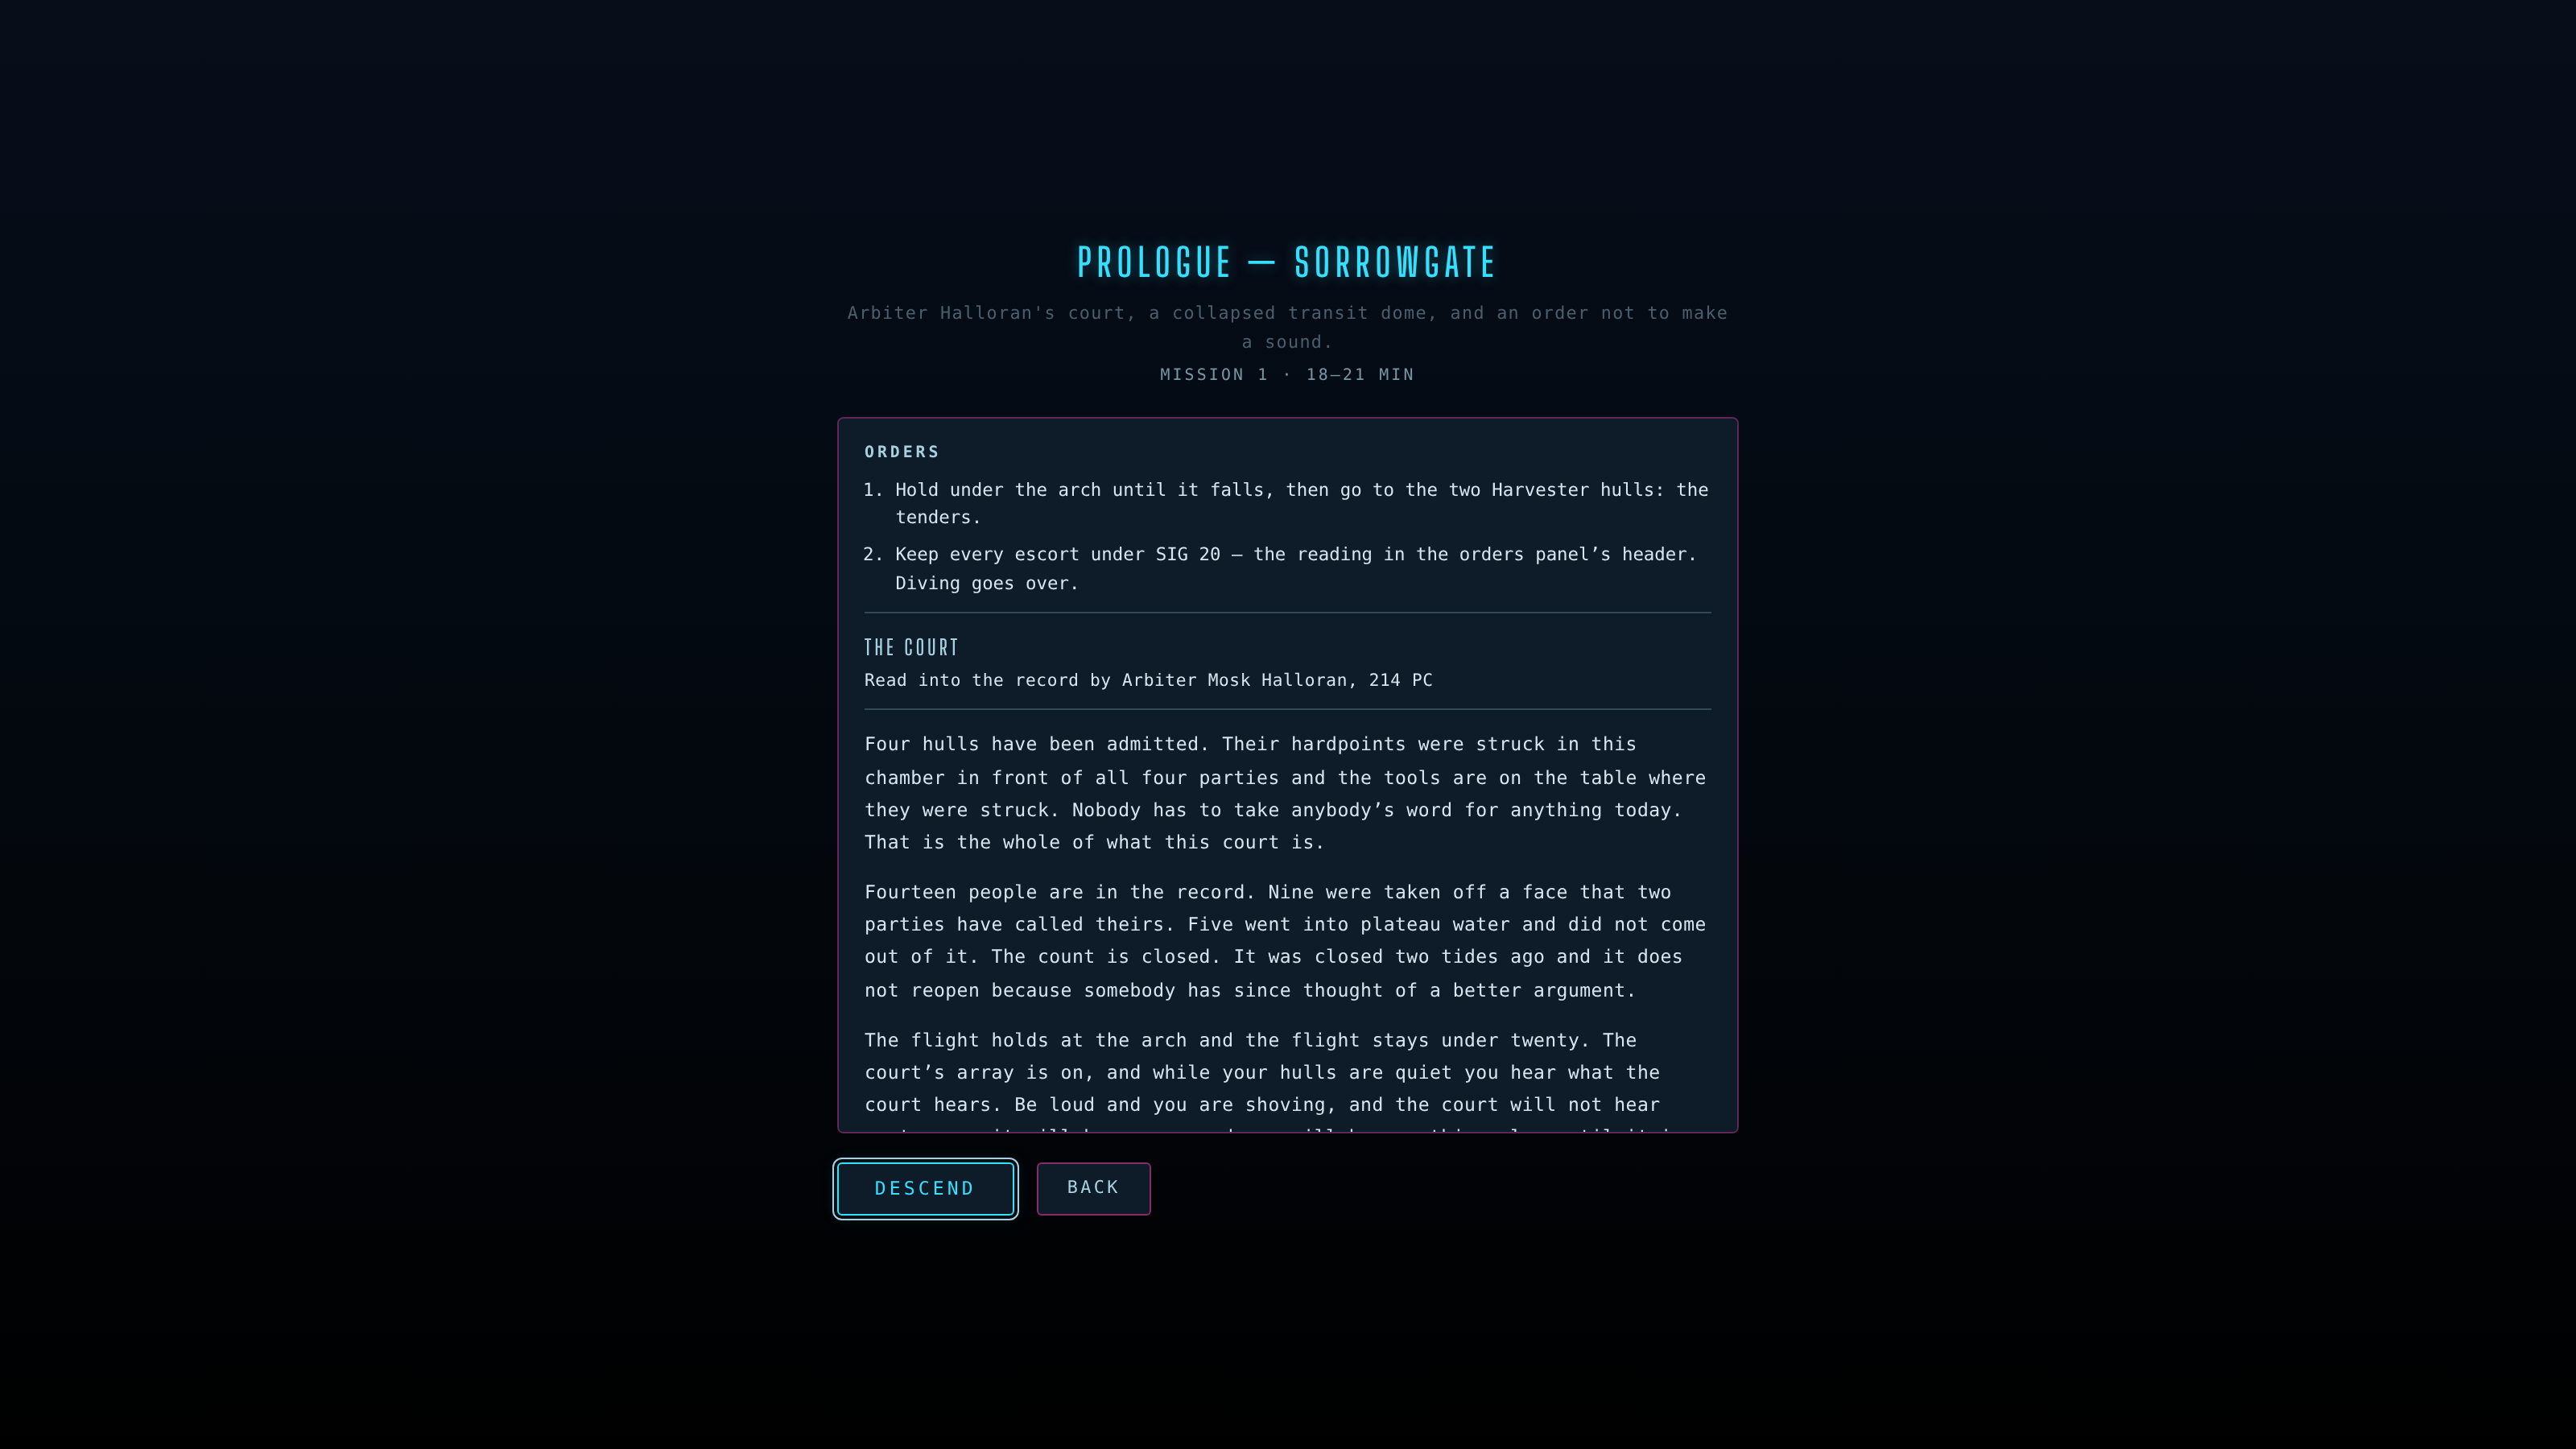 PROLOGUE — SORROWGATE
Arbiter Halloran's court, a collapsed transit dome, and an order not to make
a sound.
MISSION 1 · 18–21 MIN
ORDERS
1. Hold under the arch until it falls, then go to the two Harvester hulls: the
tenders.
2. Keep every escort under SIG 20 — the reading in the orders panel’s header.
Diving goes over.
THE COURT
Read into the record by Arbiter Mosk Halloran, 214 PC
Four hulls have been admitted. Their hardpoints were struck in this
chamber in front of all four parties and the tools are on the table where
they were struck. Nobody has to take anybody’s word for anything today.
That is the whole of what this court is.
Fourteen people are in the record. Nine were taken off a face that two
parties have called theirs. Five went into plateau water and did not come
out of it. The count is closed. It was closed two tides ago and it does
not reopen because somebody has since thought of a better argument.
The flight holds at the arch and the flight stays under twenty. The
court’s array is on, and while your hulls are quiet you hear what the
court hears. Be loud and you are shoving, and the court will not hear
DESCEND
BACK